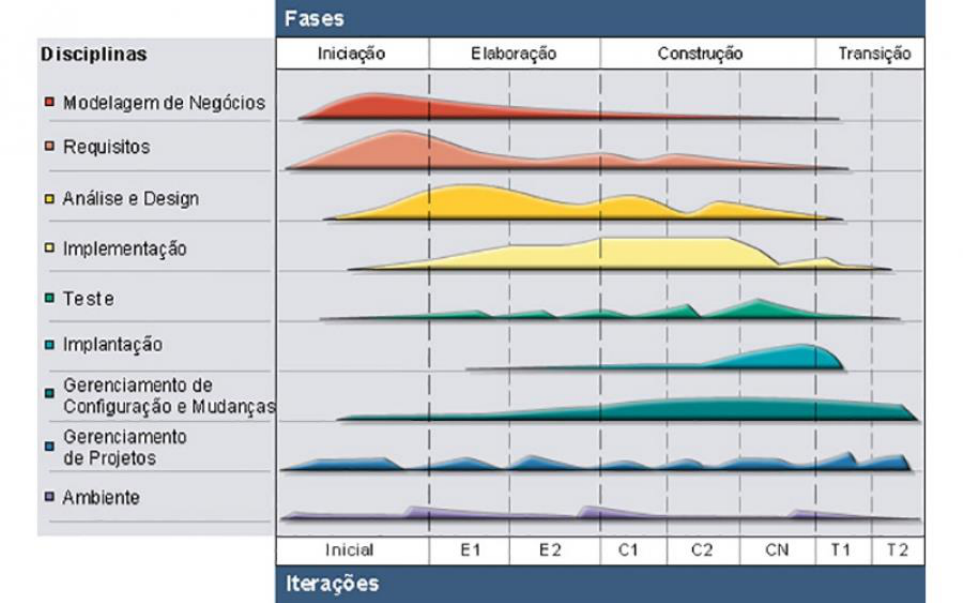 Fases
Disciplinas
Iniciação Elaboração Construção Transição
Modelagem de Negócios
Requisitos
Análise e Design
Implementação
Teste
Implantação
Gerenciamento de
Configuração e Mudanças
Gerenciamento
de Projetos
Ambiente
Inicial E1 E2 C1 C2 CN T1 T2
Iterações